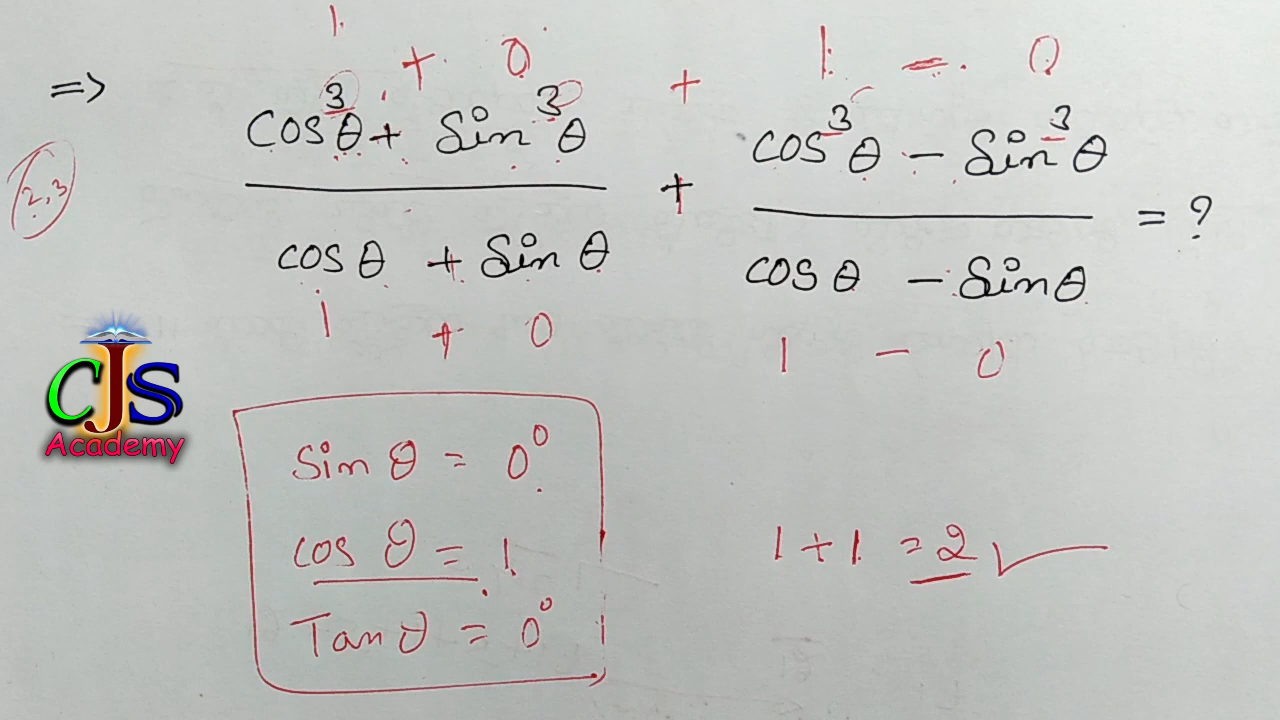 1 + 0 + 1 - 0
=> cos³θ + Sin³θ + cos³θ - Sin³θ = ?
2,3
cosθ + Sinθ cosθ - Sinθ
1 + 0 1 - 0
CJS
Academy
Sin θ = 0°
cos θ = 1
1 + 1 = 2
Tan θ = 0°